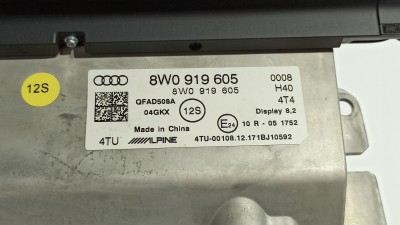 12S
8W0 919 605 0008
8W0 919 605 H40
QFAD508A 4T4
04GKX 12S Display 8,2
E24 10 R - 05 1752
Made in China
4TU ALPINE 4TU-00108.12.171BJ10592